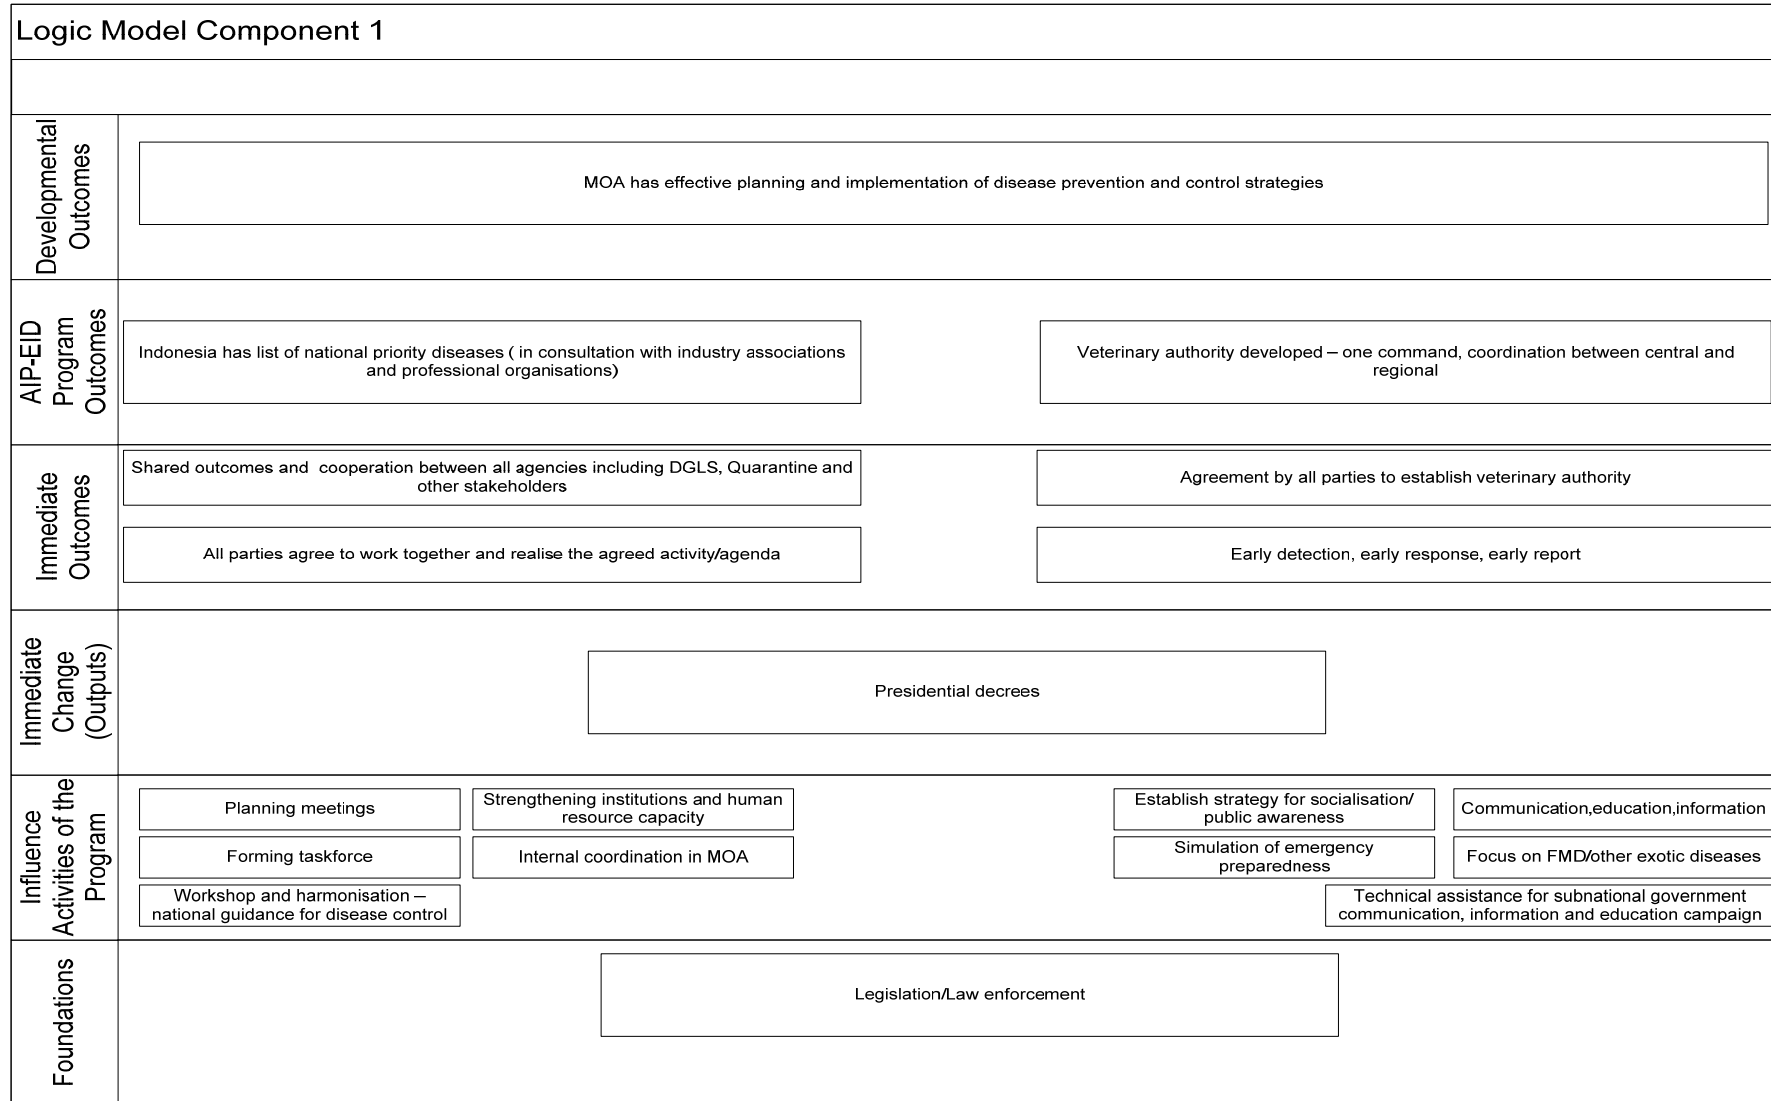 Logic Model Component 1
Developmental
Outcomes
MOA has effective planning and implementation of disease prevention and control strategies
AIP-EID
Program
Outcomes
Indonesia has list of national priority diseases ( in consultation with industry associations
and professional organisations)
Veterinary authority developed – one command, coordination between central and
regional
Immediate
Outcomes
Shared outcomes and cooperation between all agencies including DGLS, Quarantine and
other stakeholders
Agreement by all parties to establish veterinary authority
All parties agree to work together and realise the agreed activity/agenda
Early detection, early response, early report
Immediate
Change
(Outputs)
Presidential decrees
Influence
Activities of the
Program
Planning meetings
Strengthening institutions and human
resource capacity
Establish strategy for socialisation/
public awareness
Communication,education,information
Forming taskforce
Internal coordination in MOA
Simulation of emergency
preparedness
Focus on FMD/other exotic diseases
Workshop and harmonisation –
national guidance for disease control
Technical assistance for subnational government
communication, information and education campaign
Foundations
Legislation/Law enforcement